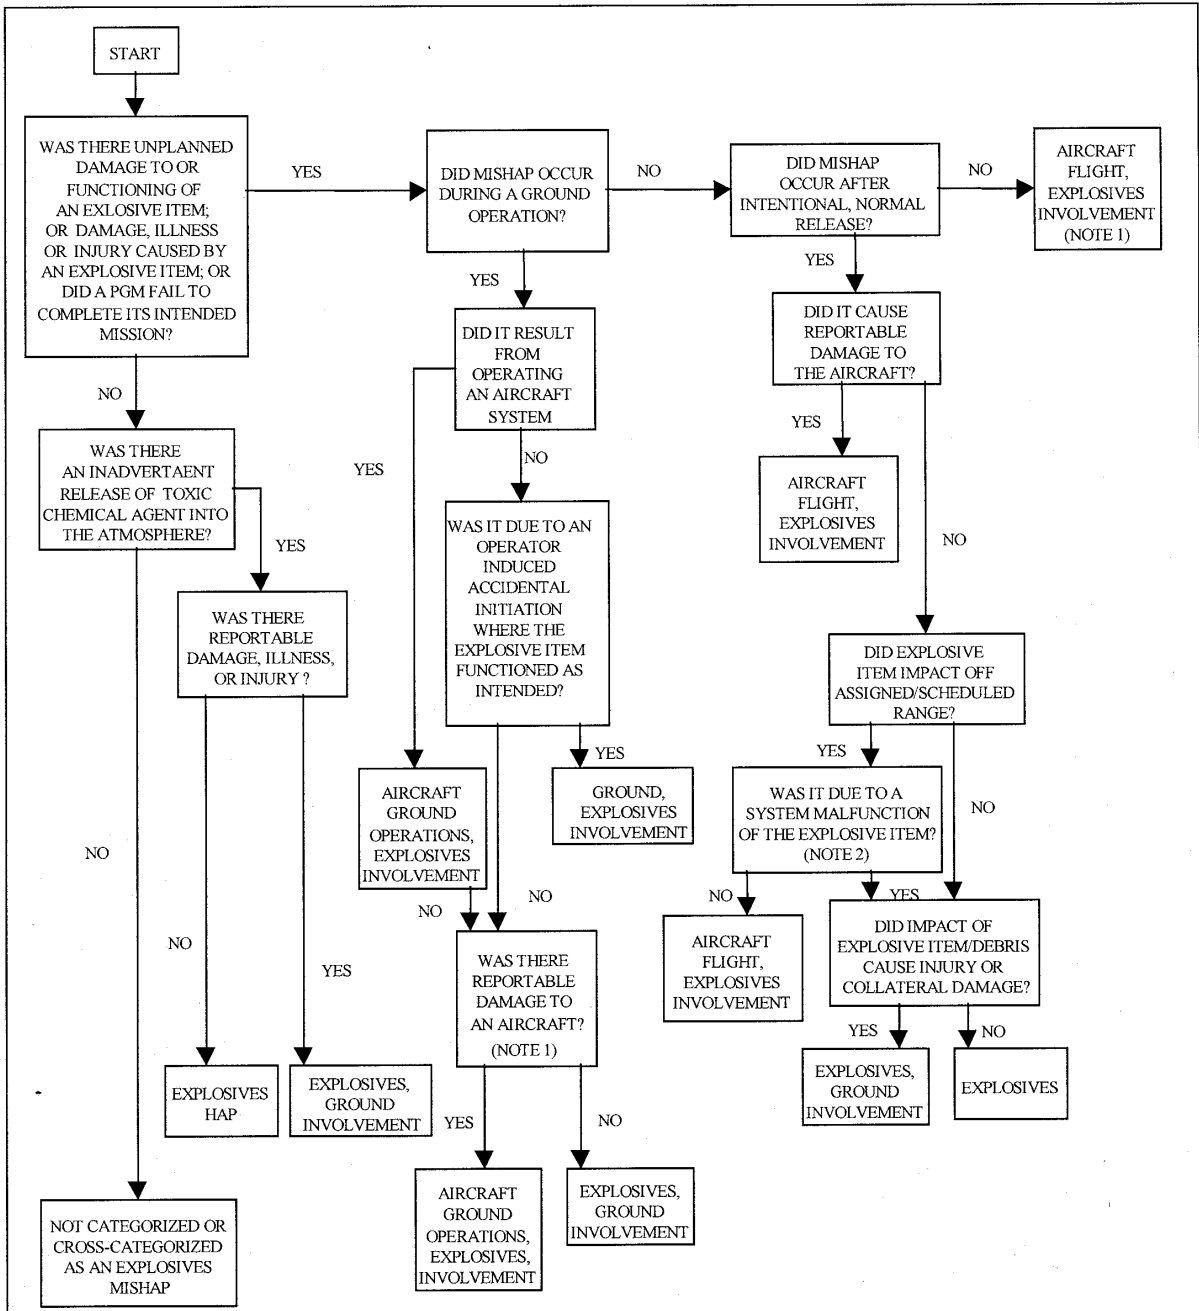 START
WAS THERE UNPLANNED
DAMAGE TO OR
FUNCTIONING OF
AN EXLOSIVE ITEM;
OR DAMAGE, ILLNESS
OR INJURY CAUSED BY
AN EXPLOSIVE ITEM; OR
DID A PGM FAIL TO
COMPLETE ITS INTENDED
MISSION?
YES
DID MISHAP OCCUR
DURING A GROUND
OPERATION?
NO
DID MISHAP
OCCUR AFTER
INTENTIONAL, NORMAL
RELEASE?
NO
AIRCRAFT
FLIGHT,
EXPLOSIVES
INVOLVEMENT
(NOTE 1)
NO
YES
YES
WAS THERE
AN INADVERTAENT
RELEASE OF TOXIC
CHEMICAL AGENT INTO
THE ATMOSPHERE?
YES
NO
WAS THERE
REPORTABLE
DAMAGE, ILLNESS,
OR INJURY ?
NO
YES
EXPLOSIVES
HAP
EXPLOSIVES,
GROUND
INVOLVEMENT
NOT CATEGORIZED OR
CROSS-CATEGORIZED
AS AN EXPLOSIVES
MISHAP
DID IT RESULT
FROM
OPERATING
AN AIRCRAFT
SYSTEM
YES
NO
WAS IT DUE TO AN
OPERATOR
INDUCED
ACCIDENTAL
INITIATION
WHERE THE
EXPLOSIVE ITEM
FUNCTIONED AS
INTENDED?
YES
AIRCRAFT
GROUND
OPERATIONS,
EXPLOSIVES
INVOLVEMENT
GROUND,
EXPLOSIVES
INVOLVEMENT
NO
NO
WAS THERE
REPORTABLE
DAMAGE TO
AN AIRCRAFT?
(NOTE 1)
YES
NO
AIRCRAFT
GROUND
OPERATIONS,
EXPLOSIVES,
INVOLVEMENT
EXPLOSIVES,
GROUND
INVOLVEMENT
DID IT CAUSE
REPORTABLE
DAMAGE TO
THE AIRCRAFT?
YES
NO
AIRCRAFT
FLIGHT,
EXPLOSIVES
INVOLVEMENT
DID EXPLOSIVE
ITEM IMPACT OFF
ASSIGNED/SCHEDULED
RANGE?
YES
NO
WAS IT DUE TO A
SYSTEM MALFUNCTION
OF THE EXPLOSIVE ITEM?
(NOTE 2)
NO
YES
AIRCRAFT
FLIGHT,
EXPLOSIVES
INVOLVEMENT
DID IMPACT OF
EXPLOSIVE ITEM/DEBRIS
CAUSE INJURY OR
COLLATERAL DAMAGE?
YES
NO
EXPLOSIVES,
GROUND
INVOLVEMENT
EXPLOSIVES